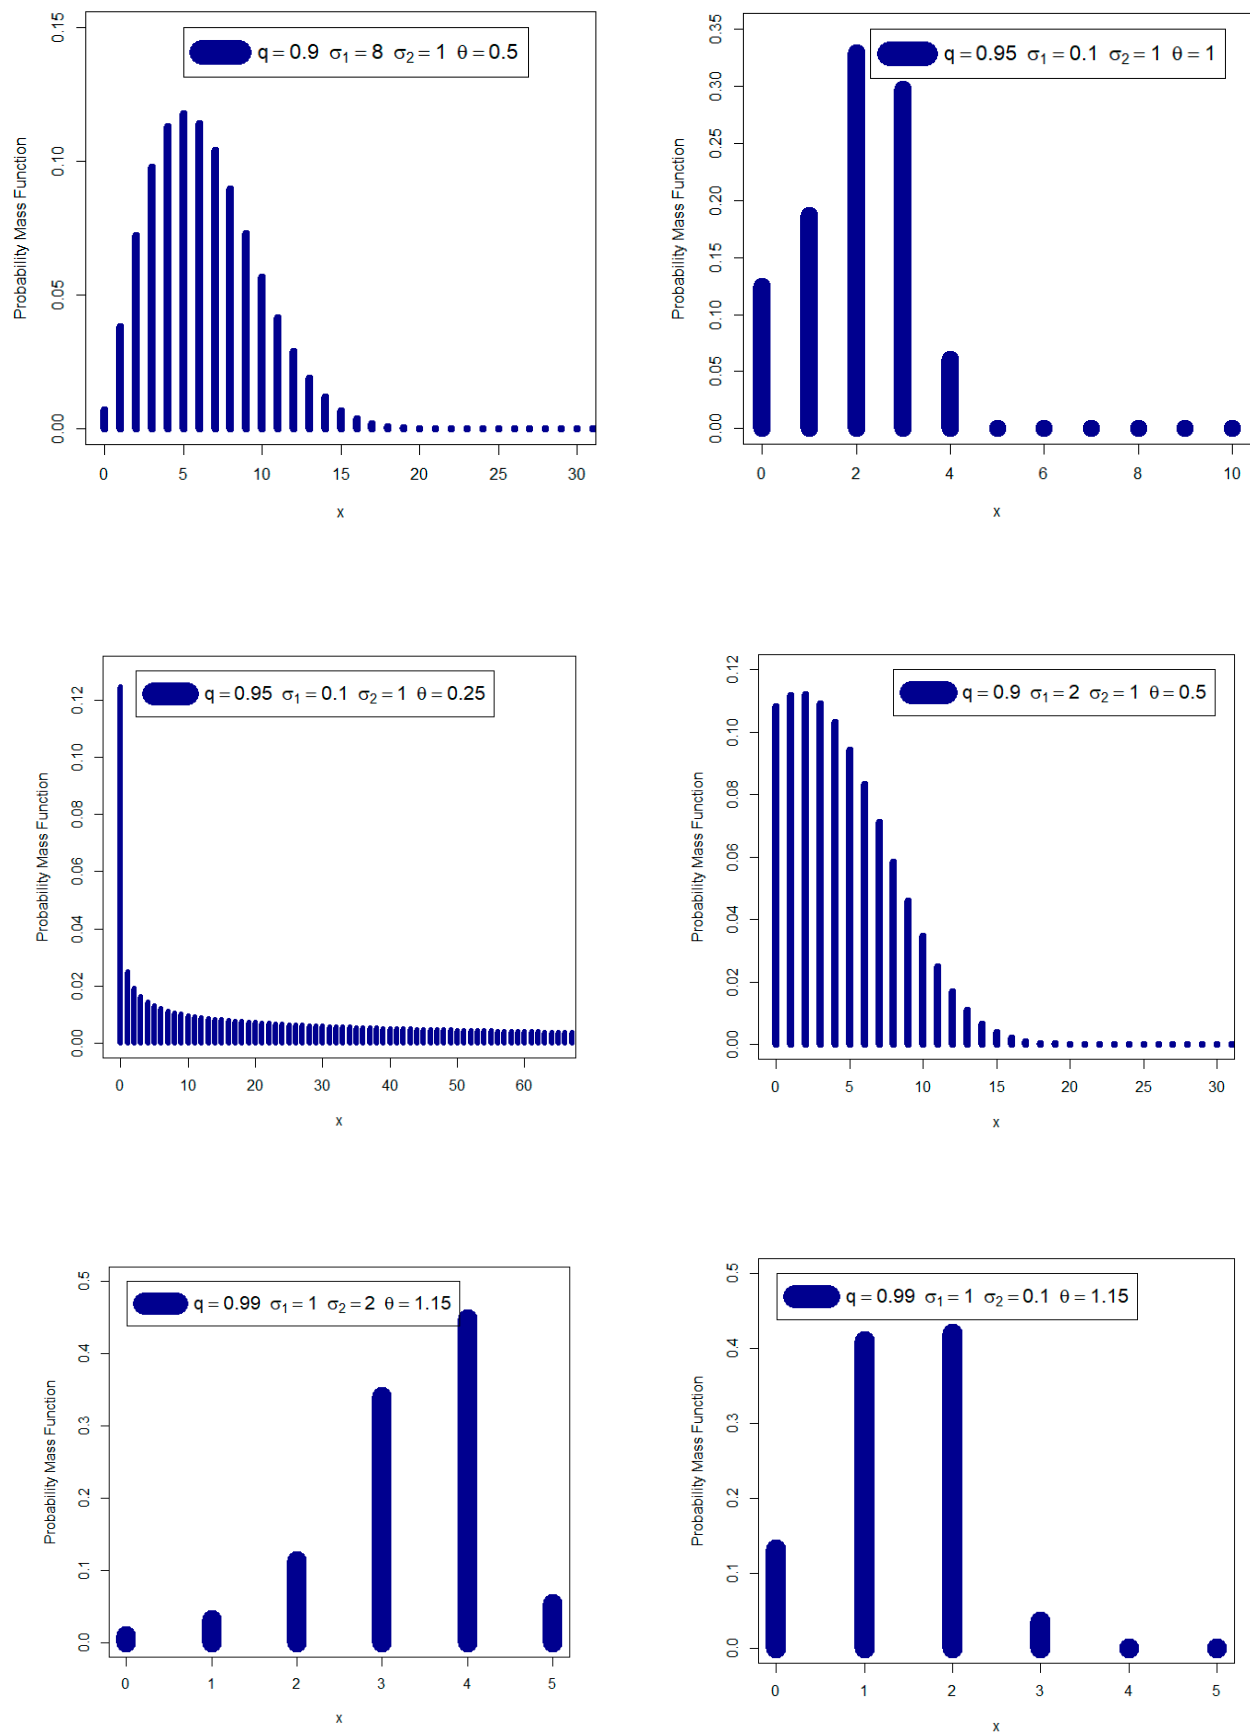 q = 0.9 σ1 = 8 σ2 = 1 θ = 0.5
Probability Mass Function
0.15
0.10
0.05
0.00
0 5 10 15 20 25 30
x
q = 0.95 σ1 = 0.1 σ2 = 1 θ = 1
Probability Mass Function
0.35
0.30
0.25
0.20
0.15
0.10
0.05
0.00
0 2 4 6 8 10
x
q = 0.95 σ1 = 0.1 σ2 = 1 θ = 0.25
Probability Mass Function
0.12
0.10
0.08
0.06
0.04
0.02
0.00
0 10 20 30 40 50 60
x
q = 0.9 σ1 = 2 σ2 = 1 θ = 0.5
Probability Mass Function
0.12
0.10
0.08
0.06
0.04
0.02
0.00
0 5 10 15 20 25 30
x
q = 0.99 σ1 = 1 σ2 = 2 θ = 1.15
Probability Mass Function
0.5
0.4
0.3
0.2
0.1
0.0
0 1 2 3 4 5
x
q = 0.99 σ1 = 1 σ2 = 0.1 θ = 1.15
Probability Mass Function
0.5
0.4
0.3
0.2
0.1
0.0
0 1 2 3 4 5
x